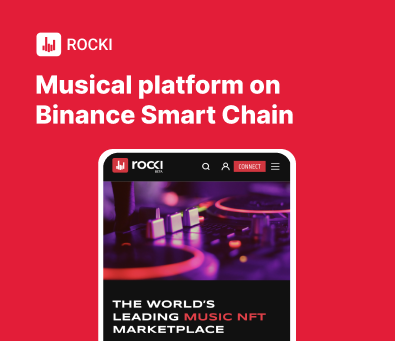 ROCKI
Musical platform on
Binance Smart Chain
rocki
BETA
CONNECT
THE WORLD'S
LEADING MUSIC NFT
MARKETPLACE